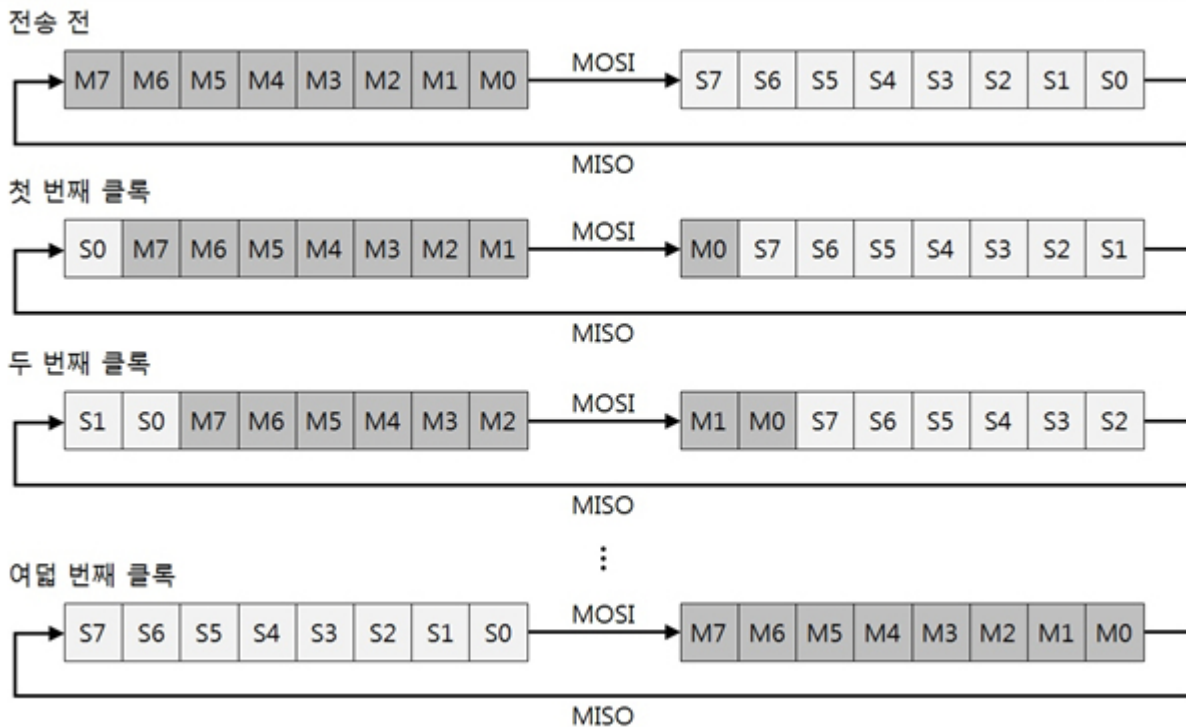 전송 전
M7 M6 M5 M4 M3 M2 M1 M0 MOSI S7 S6 S5 S4 S3 S2 S1 S0
MISO
첫 번째 클록
S0 M7 M6 M5 M4 M3 M2 M1 MOSI M0 S7 S6 S5 S4 S3 S2 S1
MISO
두 번째 클록
S1 S0 M7 M6 M5 M4 M3 M2 MOSI M1 M0 S7 S6 S5 S4 S3 S2
MISO
⋮
여덟 번째 클록
S7 S6 S5 S4 S3 S2 S1 S0 MOSI M7 M6 M5 M4 M3 M2 M1 M0
MISO